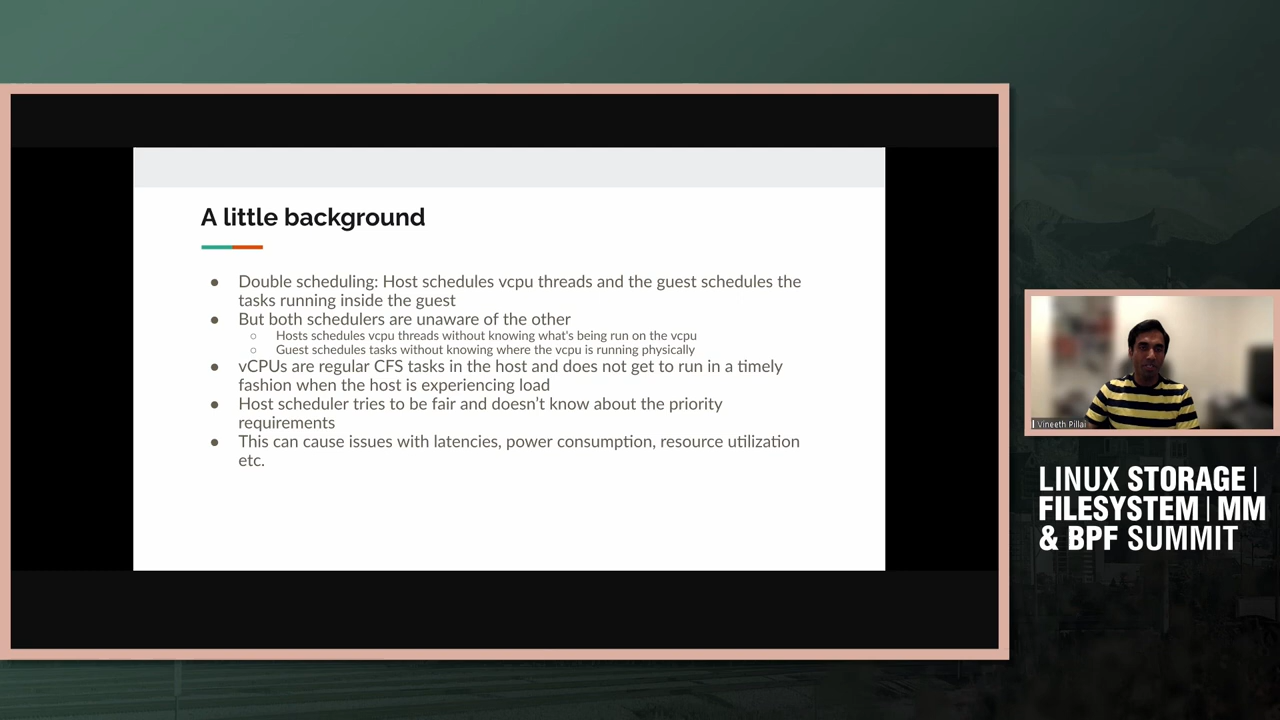 A little background
● Double scheduling: Host schedules vcpu threads and the guest schedules the
tasks running inside the guest
● But both schedulers are unaware of the other
○ Hosts schedules vcpu threads without knowing what's being run on the vcpu
○ Guest schedules tasks without knowing where the vcpu is running physically
● vCPUs are regular CFS tasks in the host and does not get to run in a timely
fashion when the host is experiencing load
● Host scheduler tries to be fair and doesn’t know about the priority
requirements
● This can cause issues with latencies, power consumption, resource utilization
etc.
Vineeth Pillai
LINUX STORAGE |
FILESYSTEM | MM
& BPF SUMMIT